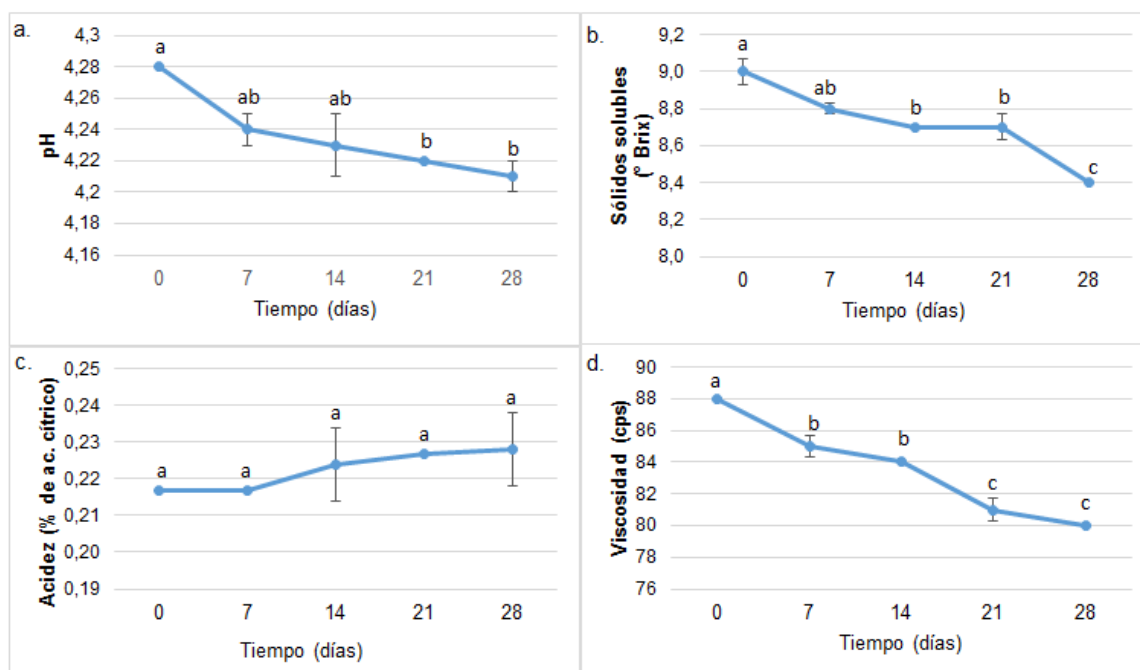 a.
pH
4,3
4,28
4,26
4,24
4,22
4,2
4,18
4,16
a
ab
ab
b
b
0 7 14 21 28
Tiempo (días)
b.
Sólidos solubles
(° Brix)
9,2
9,0
8,8
8,6
8,4
8,2
8,0
a
ab
b
b
c
0 7 14 21 28
Tiempo (días)
c.
Acidez (% de ac. cítrico)
0,25
0,24
0,23
0,22
0,21
0,20
0,19
a
a
a
a
a
0 7 14 21 28
Tiempo (días)
d.
Viscosidad (cps)
90
88
86
84
82
80
78
76
a
b
b
c
c
0 7 14 21 28
Tiempo (días)